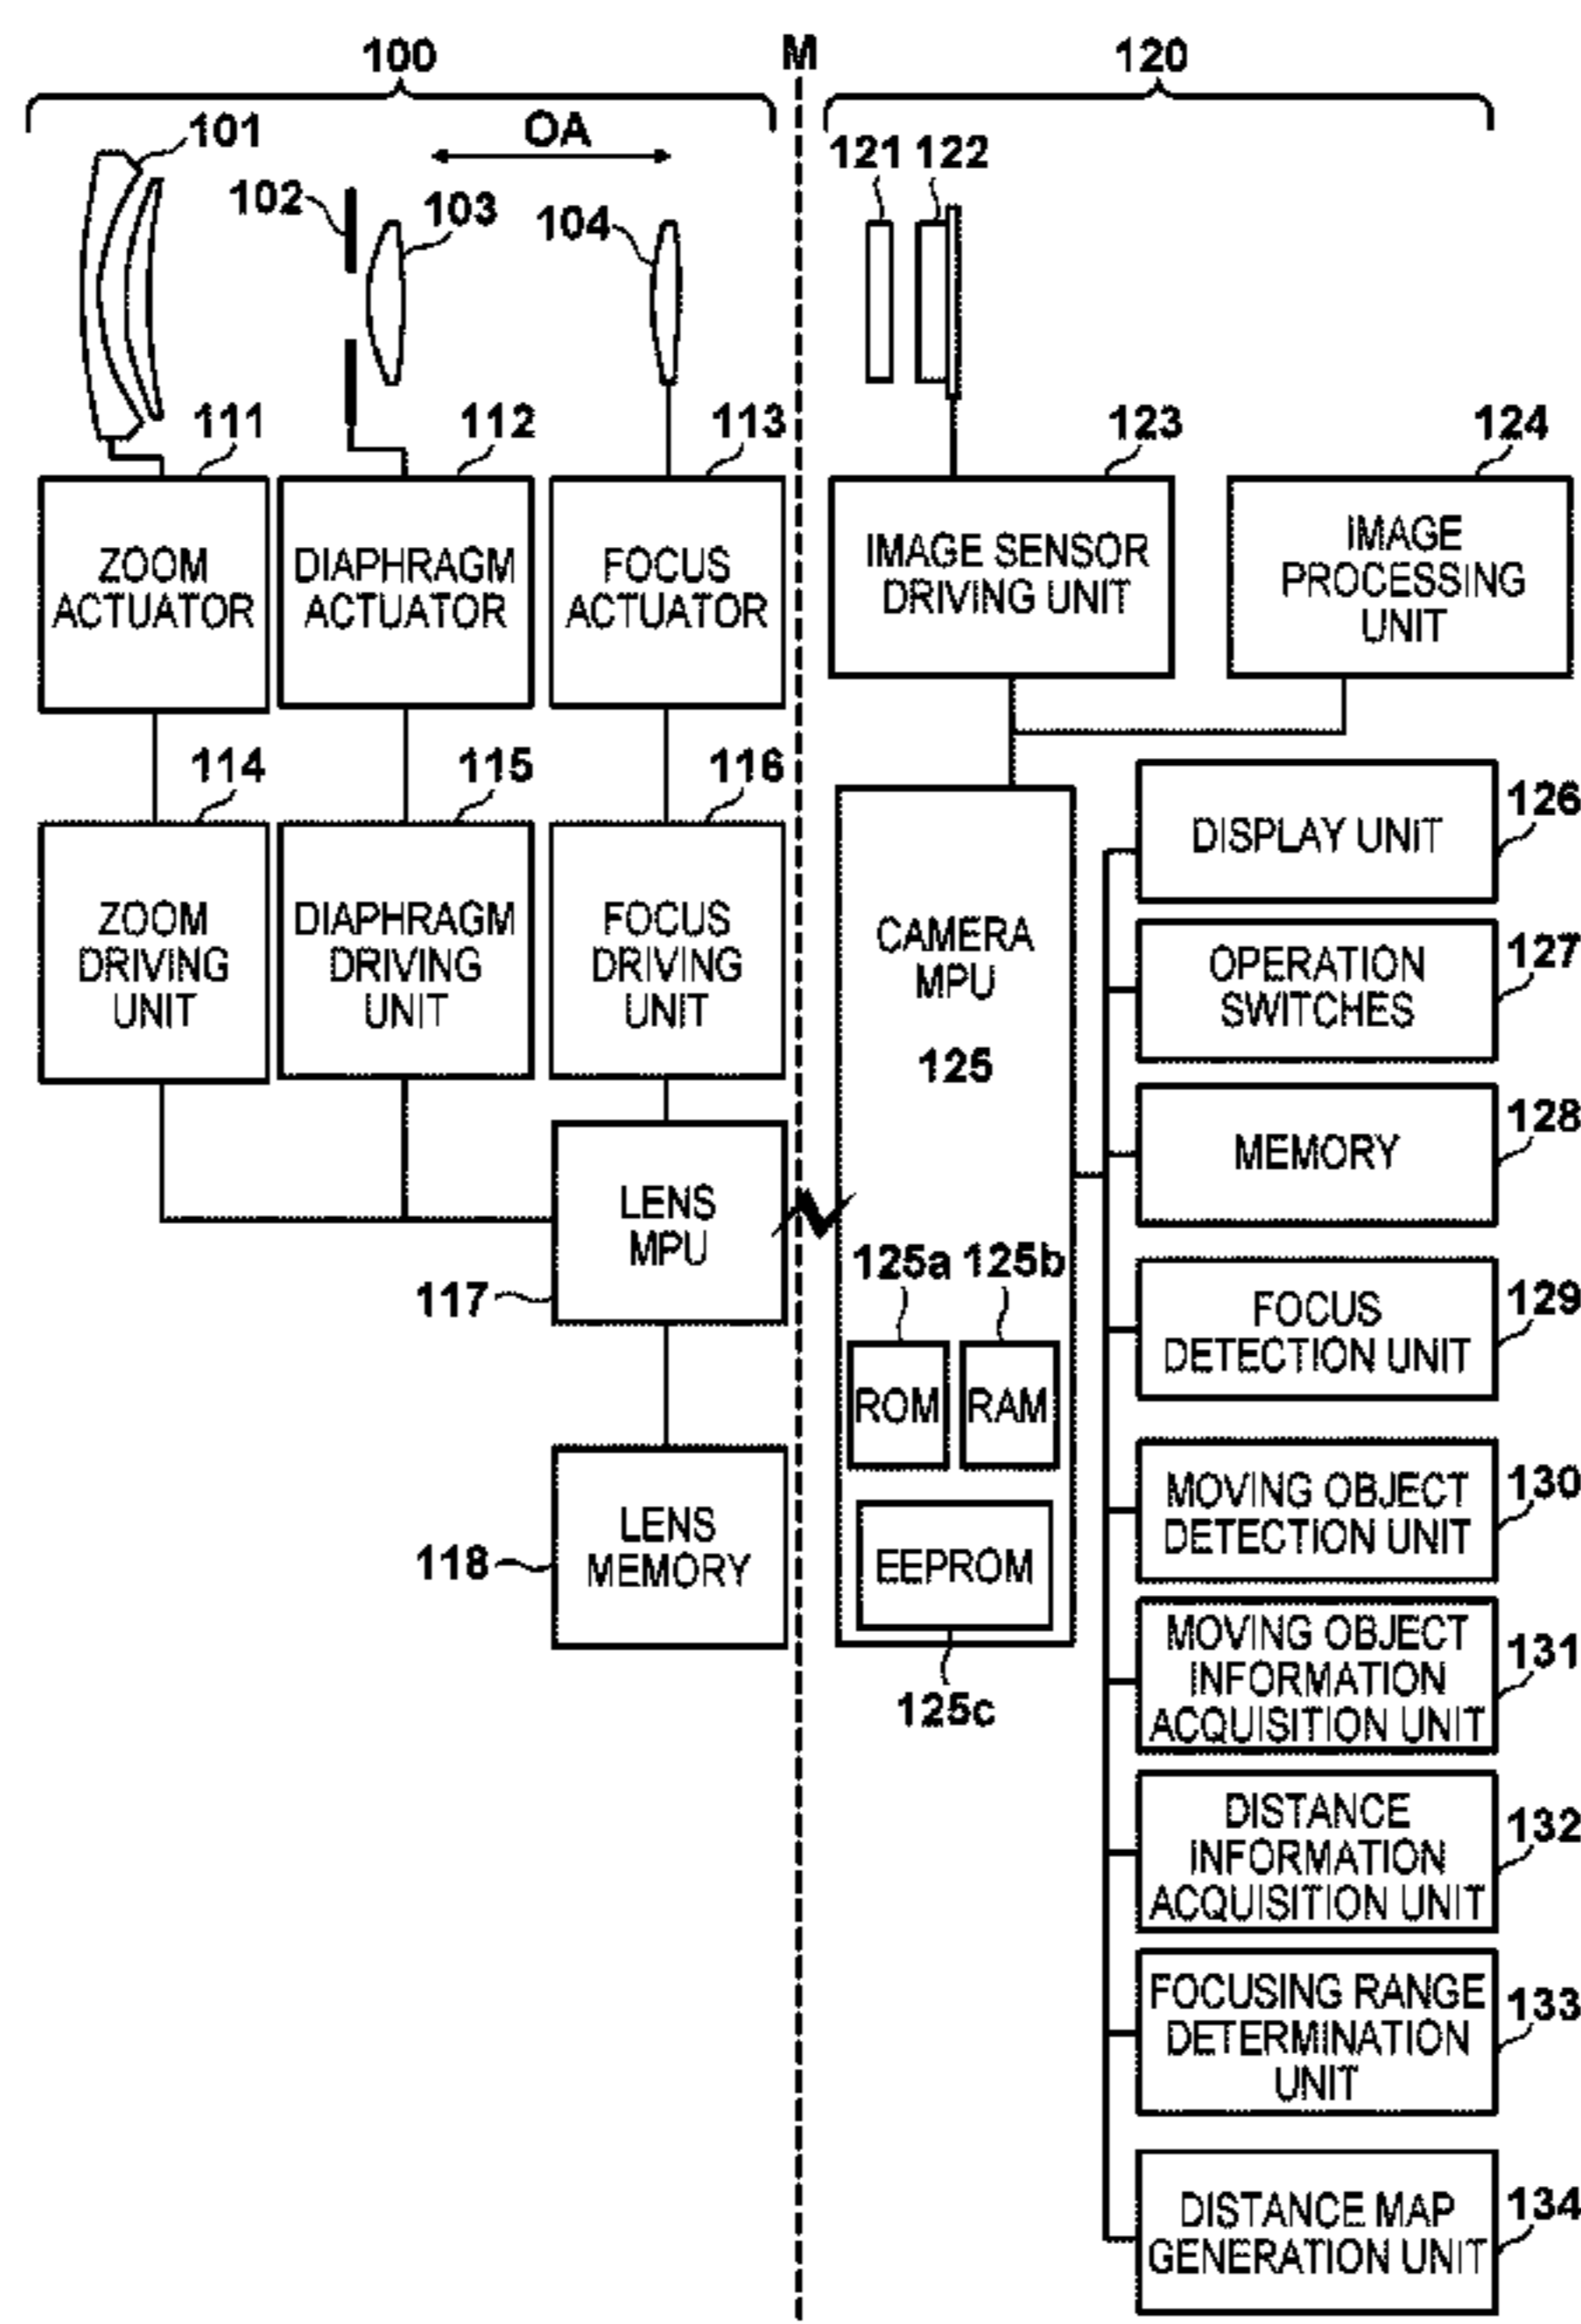 100
M
120
101
OA
121 122
102
103
104
111
112
113
123
124
ZOOM
ACTUATOR
DIAPHRAGM
ACTUATOR
FOCUS
ACTUATOR
IMAGE SENSOR
DRIVING UNIT
IMAGE
PROCESSING
UNIT
114
115
116
ZOOM
DRIVING
UNIT
DIAPHRAGM
DRIVING
UNIT
FOCUS
DRIVING
UNIT
CAMERA
MPU
125
DISPLAY UNIT
126
OPERATION
SWITCHES
127
MEMORY
128
LENS
MPU
117
125a
125b
ROM
RAM
FOCUS
DETECTION UNIT
129
LENS
MEMORY
118
EEPROM
125c
MOVING OBJECT
DETECTION UNIT
130
MOVING OBJECT
INFORMATION
ACQUISITION UNIT
131
DISTANCE
INFORMATION
ACQUISITION UNIT
132
FOCUSING RANGE
DETERMINATION
UNIT
133
DISTANCE MAP
GENERATION UNIT
134